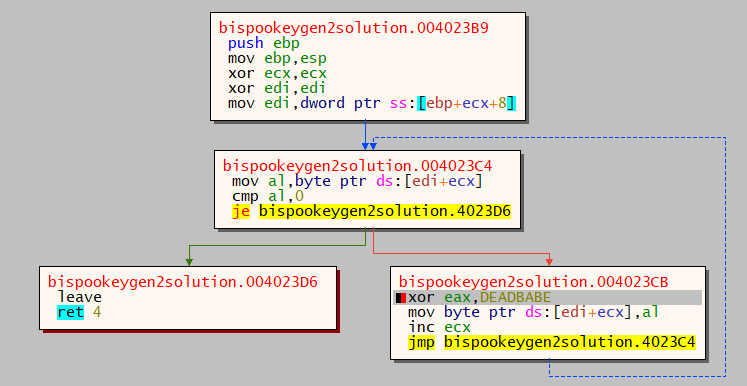 bispookeygen2solution.004023B9
push ebp
mov ebp,esp
xor ecx,ecx
xor edi,edi
mov edi,dword ptr ss:[ebp+ecx+8]
bispookeygen2solution.004023C4
mov al,byte ptr ds:[edi+ecx]
cmp al,0
je bispookeygen2solution.4023D6
bispookeygen2solution.004023D6
leave
ret 4
bispookeygen2solution.004023CB
xor eax,DEADBABE
mov byte ptr ds:[edi+ecx],al
inc ecx
jmp bispookeygen2solution.4023C4